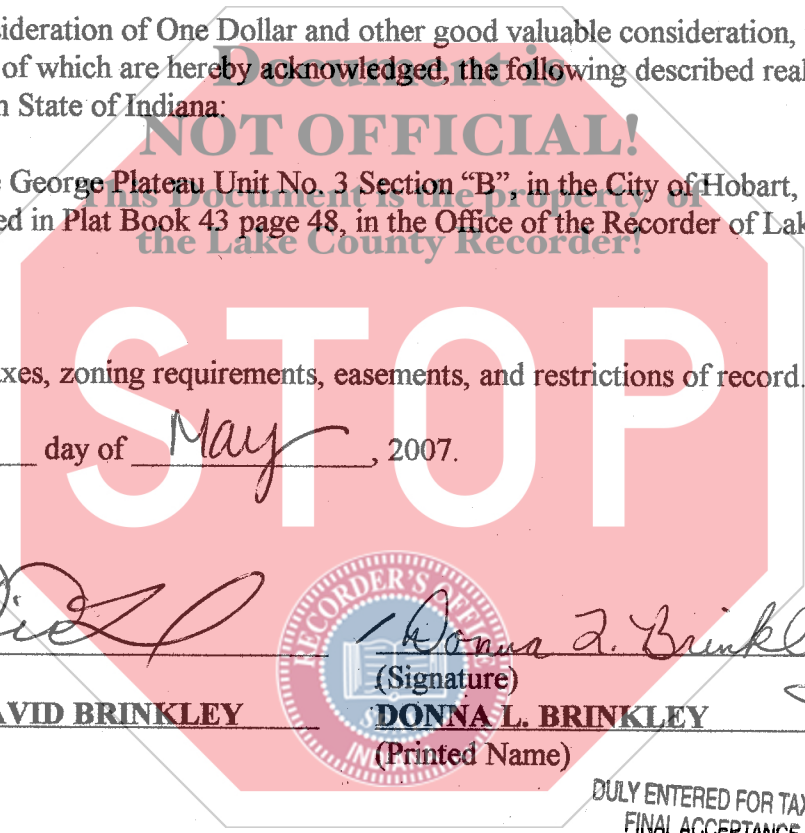 ideration of One Dollar and other good valuable consideration,
Document is
of which are hereby acknowledged, the following described real
n State of Indiana:
NOT OFFICIAL!
George Plateau Unit No. 3 Section “B”, in the City of Hobart,
This Document is the property of
ed in Plat Book 43 page 48, in the Office of the Recorder of Lak
the Lake County Recorder!
STOP
xes, zoning requirements, easements, and restrictions of record.
day of May, 2007.
RECORDER'S OFFICE
Donna L. Brinkl
(Signature)
AVID BRINKLEY DONNA L. BRINKLEY
INDIANA
(Printed Name)
DULY ENTERED FOR TAX
FINAL ACCEPTANCE